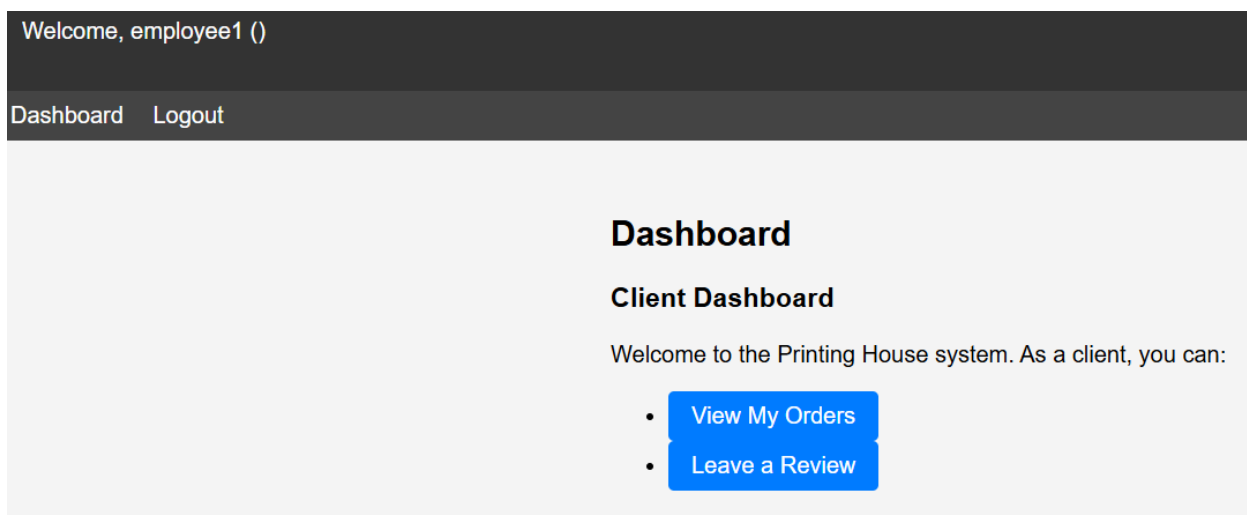 Welcome, employee1 ()
Dashboard Logout
Dashboard
Client Dashboard
Welcome to the Printing House system. As a client, you can:
• View My Orders
• Leave a Review